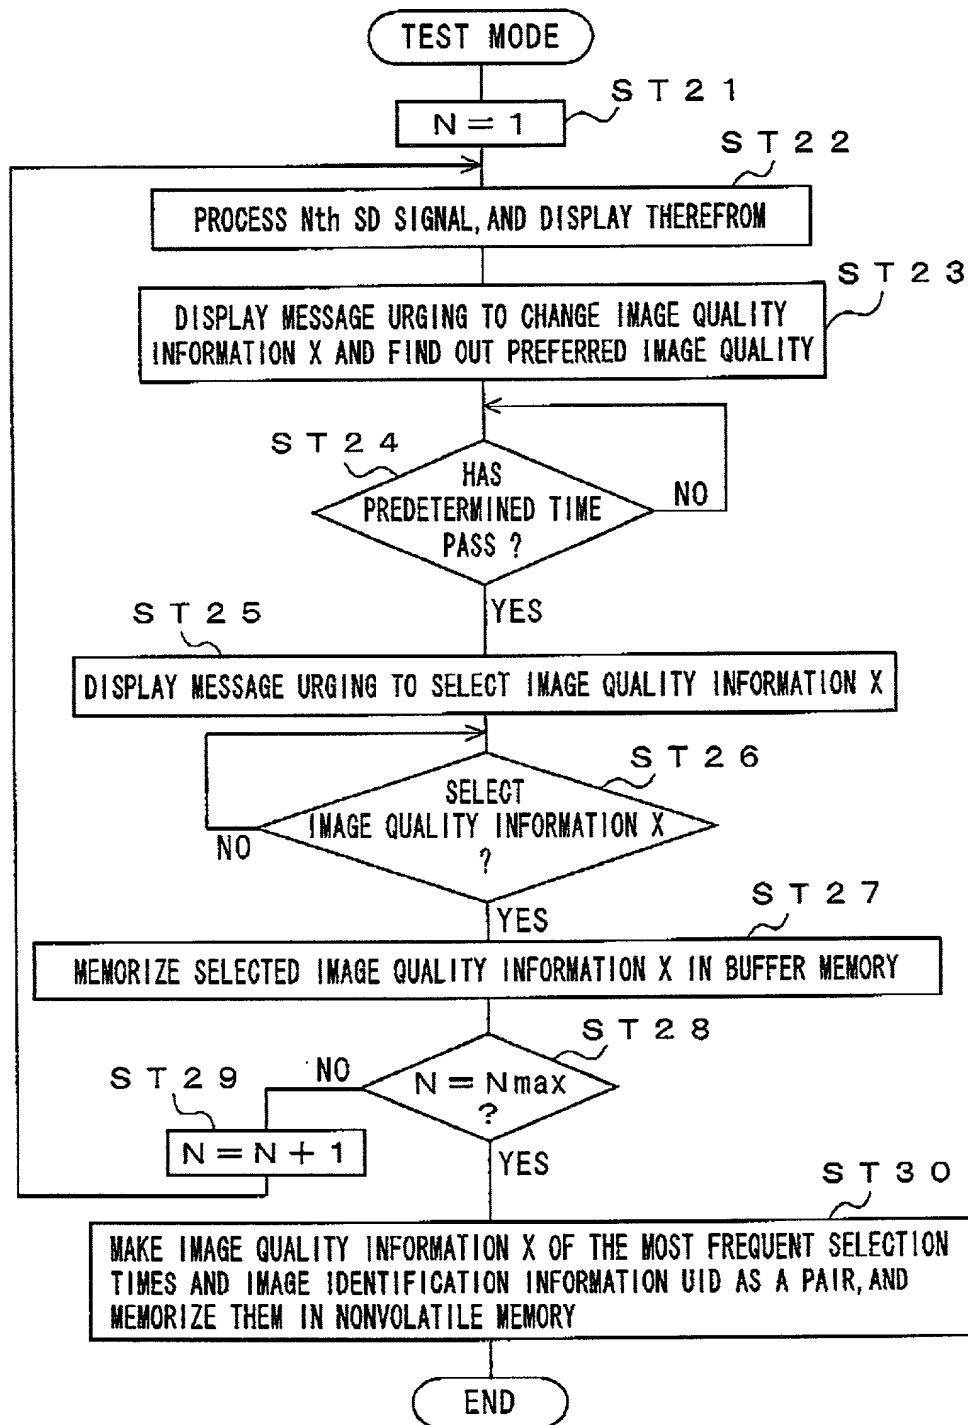 TEST MODE
ST21
N=1
ST22
PROCESS Nth SD SIGNAL, AND DISPLAY THEREFROM
ST23
DISPLAY MESSAGE URGING TO CHANGE IMAGE QUALITY
INFORMATION X AND FIND OUT PREFERRED IMAGE QUALITY
ST24
HAS
PREDETERMINED TIME
PASS ?
NO
YES
ST25
DISPLAY MESSAGE URGING TO SELECT IMAGE QUALITY INFORMATION X
ST26
SELECT
IMAGE QUALITY INFORMATION X
?
NO
YES
ST27
MEMORIZE SELECTED IMAGE QUALITY INFORMATION X IN BUFFER MEMORY
ST28
N=Nmax
?
NO
ST29
N=N+1
YES
ST30
MAKE IMAGE QUALITY INFORMATION X OF THE MOST FREQUENT SELECTION
TIMES AND IMAGE IDENTIFICATION INFORMATION UID AS A PAIR, AND
MEMORIZE THEM IN NONVOLATILE MEMORY
END